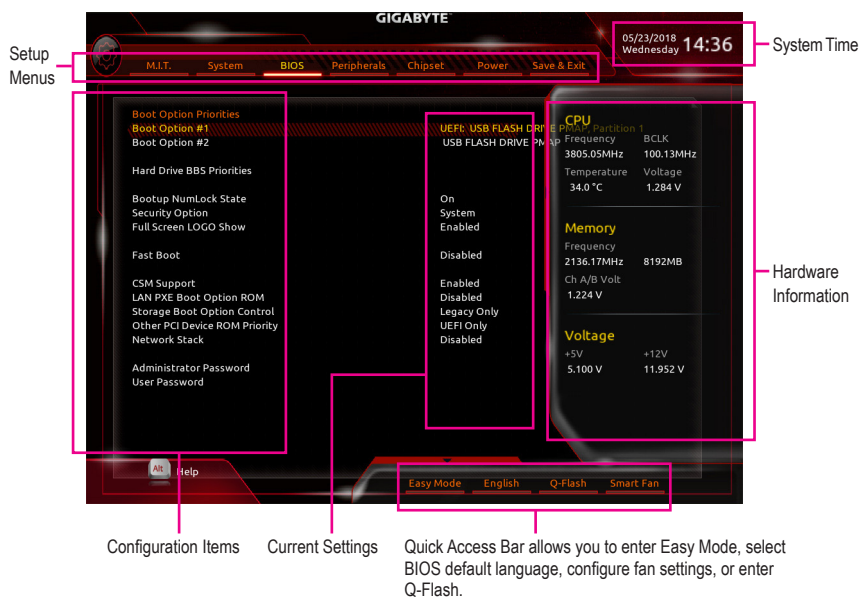 GIGABYTE™
05/23/2018
Wednesday 14:36
System Time
Setup
Menus
M.I.T. System BIOS Peripherals Chipset Power Save & Exit
Boot Option Priorities
Boot Option #1 UEFI: USB FLASH DRIVE PMAP, Partition 1
Boot Option #2 USB FLASH DRIVE PMAP
Hard Drive BBS Priorities
Bootup NumLock State On
Security Option System
Full Screen LOGO Show Enabled
Fast Boot Disabled
CSM Support Enabled
LAN PXE Boot Option ROM Disabled
Storage Boot Option Control Legacy Only
Other PCI Device ROM Priority UEFI Only
Network Stack Disabled
Administrator Password
User Password
CPU
Frequency BCLK
3805.05MHz 100.13MHz
Temperature Voltage
34.0 °C 1.284 V
Memory
Frequency
2136.17MHz 8192MB
Ch A/B Volt
1.224 V
Voltage
+5V +12V
5.100 V 11.952 V
Hardware
Information
Alt Help
Easy Mode English Q-Flash Smart Fan
Configuration Items
Current Settings
Quick Access Bar allows you to enter Easy Mode, select
BIOS default language, configure fan settings, or enter
Q-Flash.